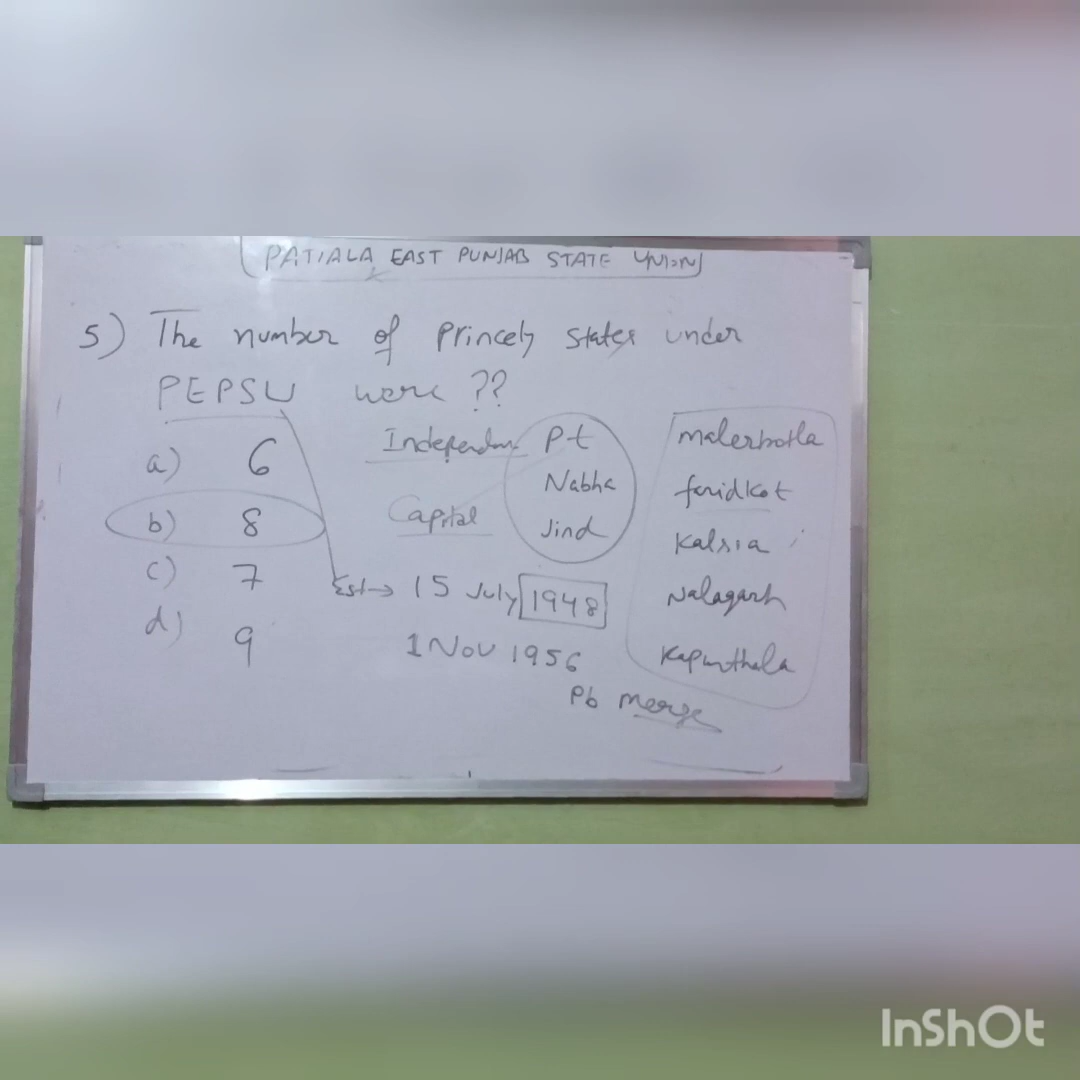 PATIALA EAST PUNJAB STATE UNION
5) The number of Princely states under
PEPSU were ??
a) 6
b) 8
c) 7
d) 9
Independan
Capital
Pt
Nabha
Jind
Est → 15 July 1948
1 Nov 1956
Pb merge
malerkotla
faridkot
Kalsia
Nalagarh
Kapurthala
InShOt